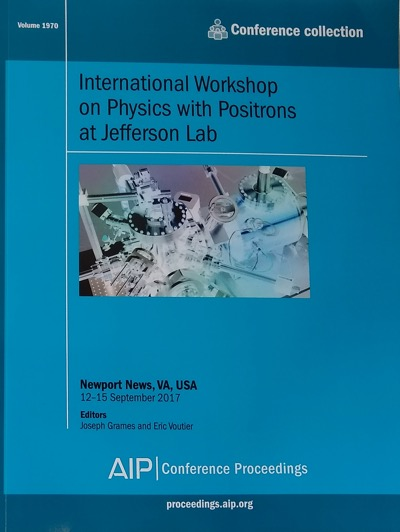 Volume 1970
Conference collection
International Workshop
on Physics with Positrons
at Jefferson Lab
Newport News, VA, USA
12–15 September 2017
Editors
Joseph Grames and Eric Voutier
AIP | Conference Proceedings
proceedings.aip.org